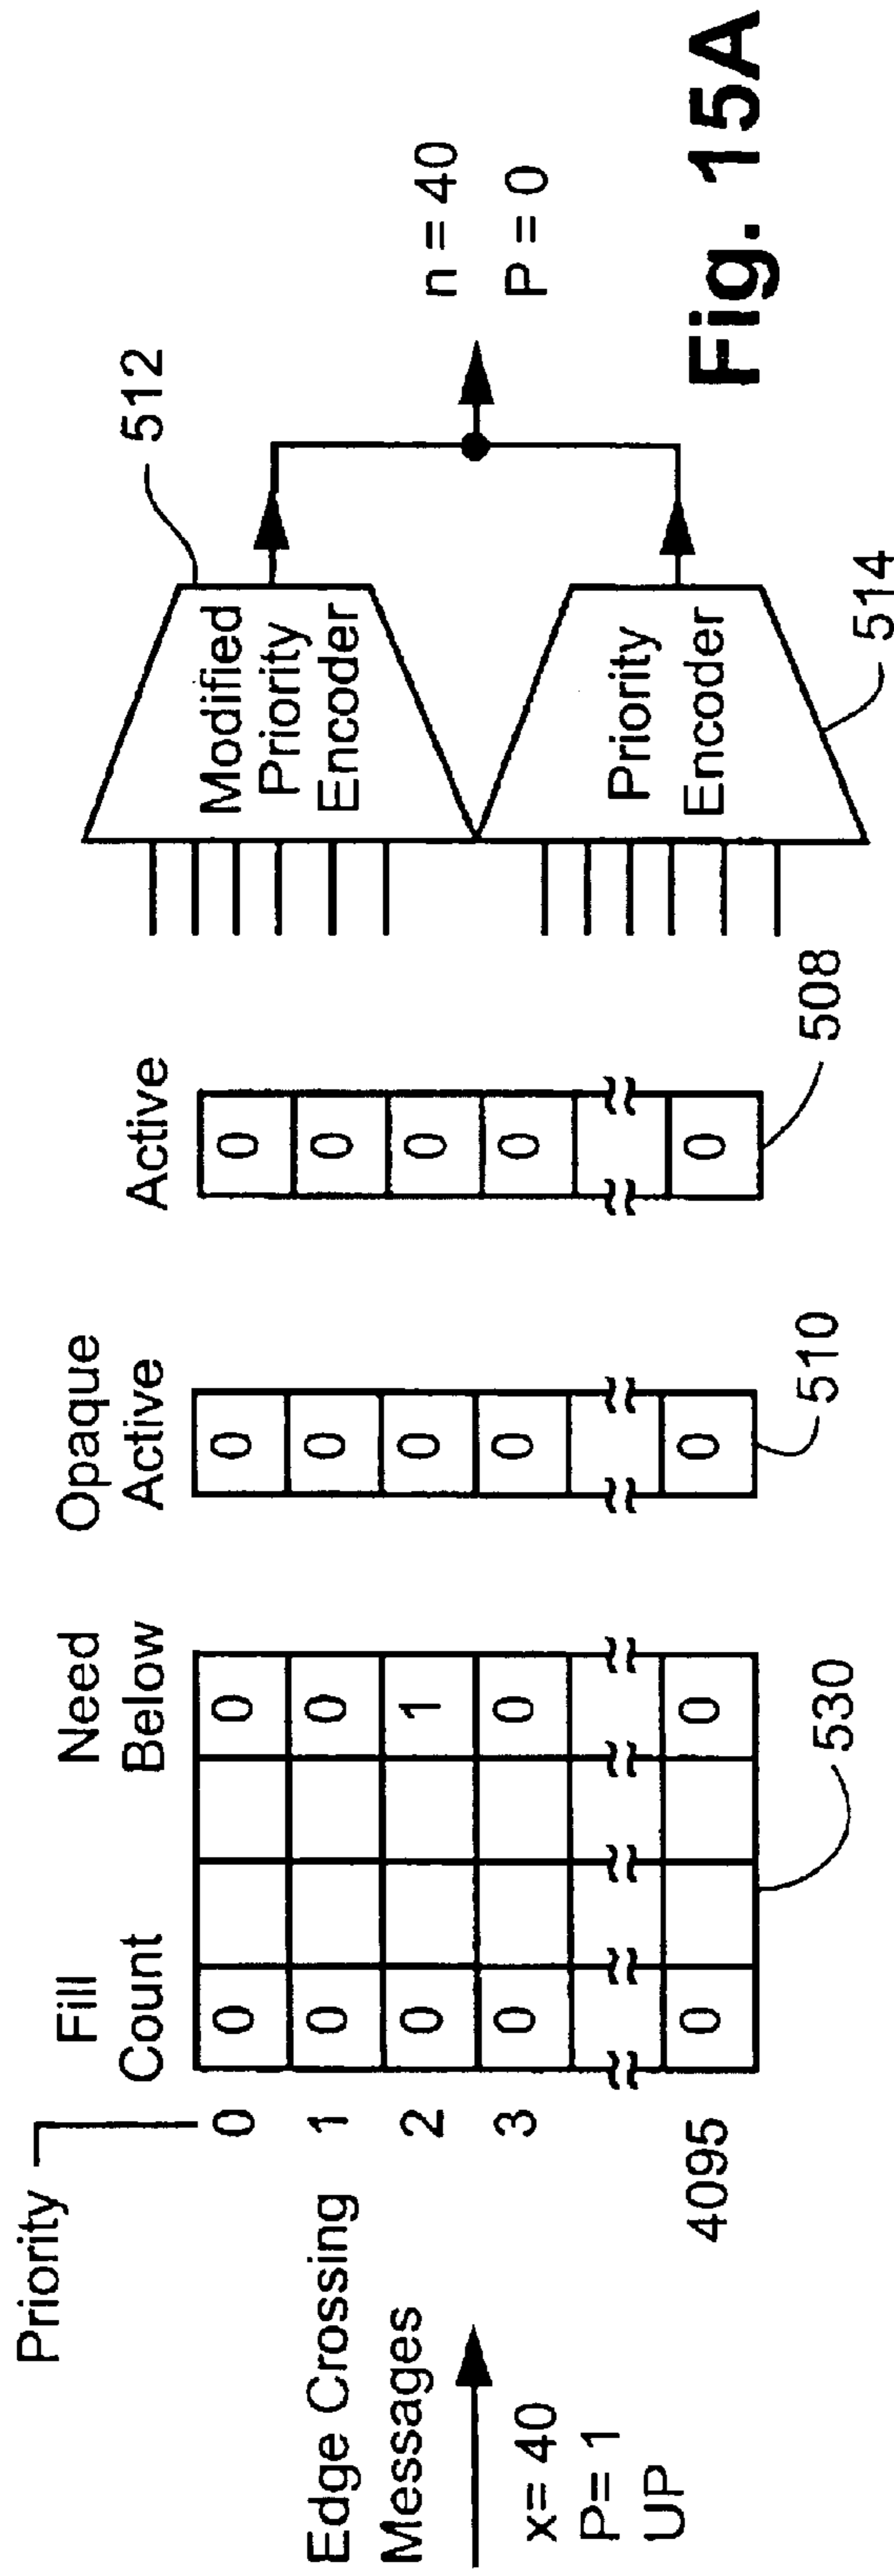 Priority
Fill
Count
Need
Below
Opaque
Active
Active
0
0
0
0
0
1
0
0
0
0
2
0
1
0
0
3
0
0
0
0
4095
0
0
0
0
Edge Crossing
Messages
x= 40
P= 1
UP
530
510
508
Modified
Priority
Encoder
512
Priority
Encoder
514
n = 40
P = 0
Fig. 15A